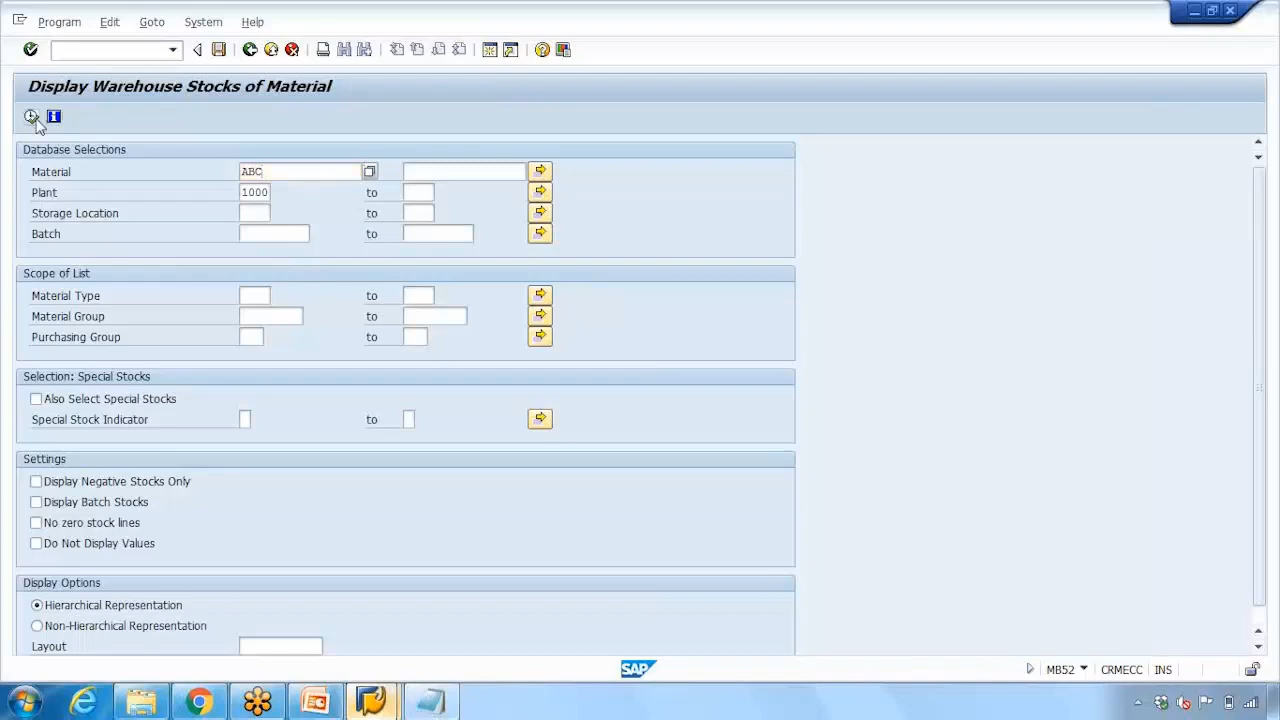 Program Edit Goto System Help
Display Warehouse Stocks of Material
Database Selections
Material ABC
Plant 1000 to
Storage Location to
Batch to
Scope of List
Material Type to
Material Group to
Purchasing Group to
Selection: Special Stocks
Also Select Special Stocks
Special Stock Indicator to
Settings
Display Negative Stocks Only
Display Batch Stocks
No zero stock lines
Do Not Display Values
Display Options
Hierarchical Representation
Non-Hierarchical Representation
Layout
SAP MB52 CRMECC INS